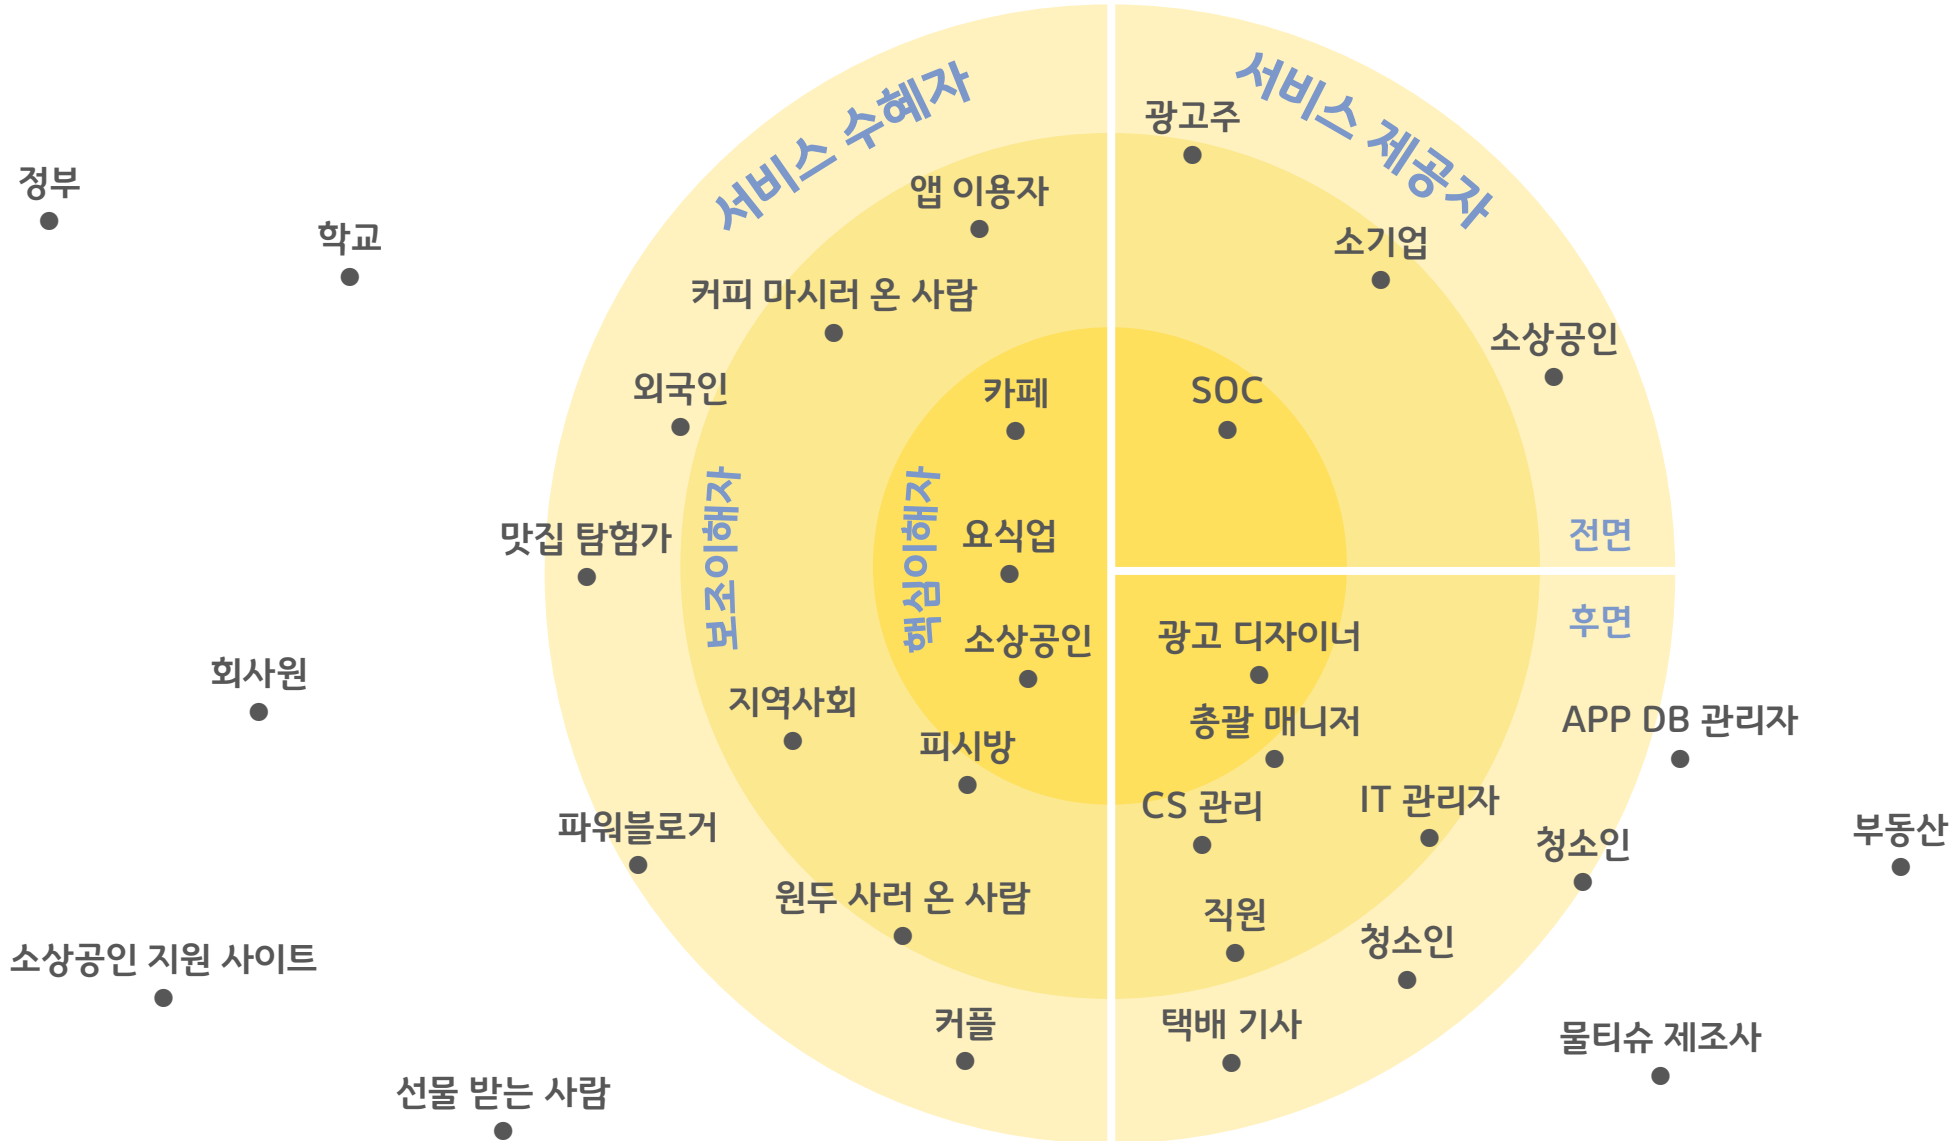 서비스 수혜자
서비스 제공자
광고주
정부
앱 이용자
학교
소기업
커피 마시러 온 사람
소상공인
외국인
카페
SOC
보조이해자
핵심이해자
맛집 탐험가
요식업
전면
후면
소상공인
광고 디자이너
회사원
지역사회
총괄 매니저
APP DB 관리자
피시방
CS 관리
IT 관리자
파워블로거
청소인
부동산
원두 사러 온 사람
직원
청소인
소상공인 지원 사이트
커플
택배 기사
물티슈 제조사
선물 받는 사람